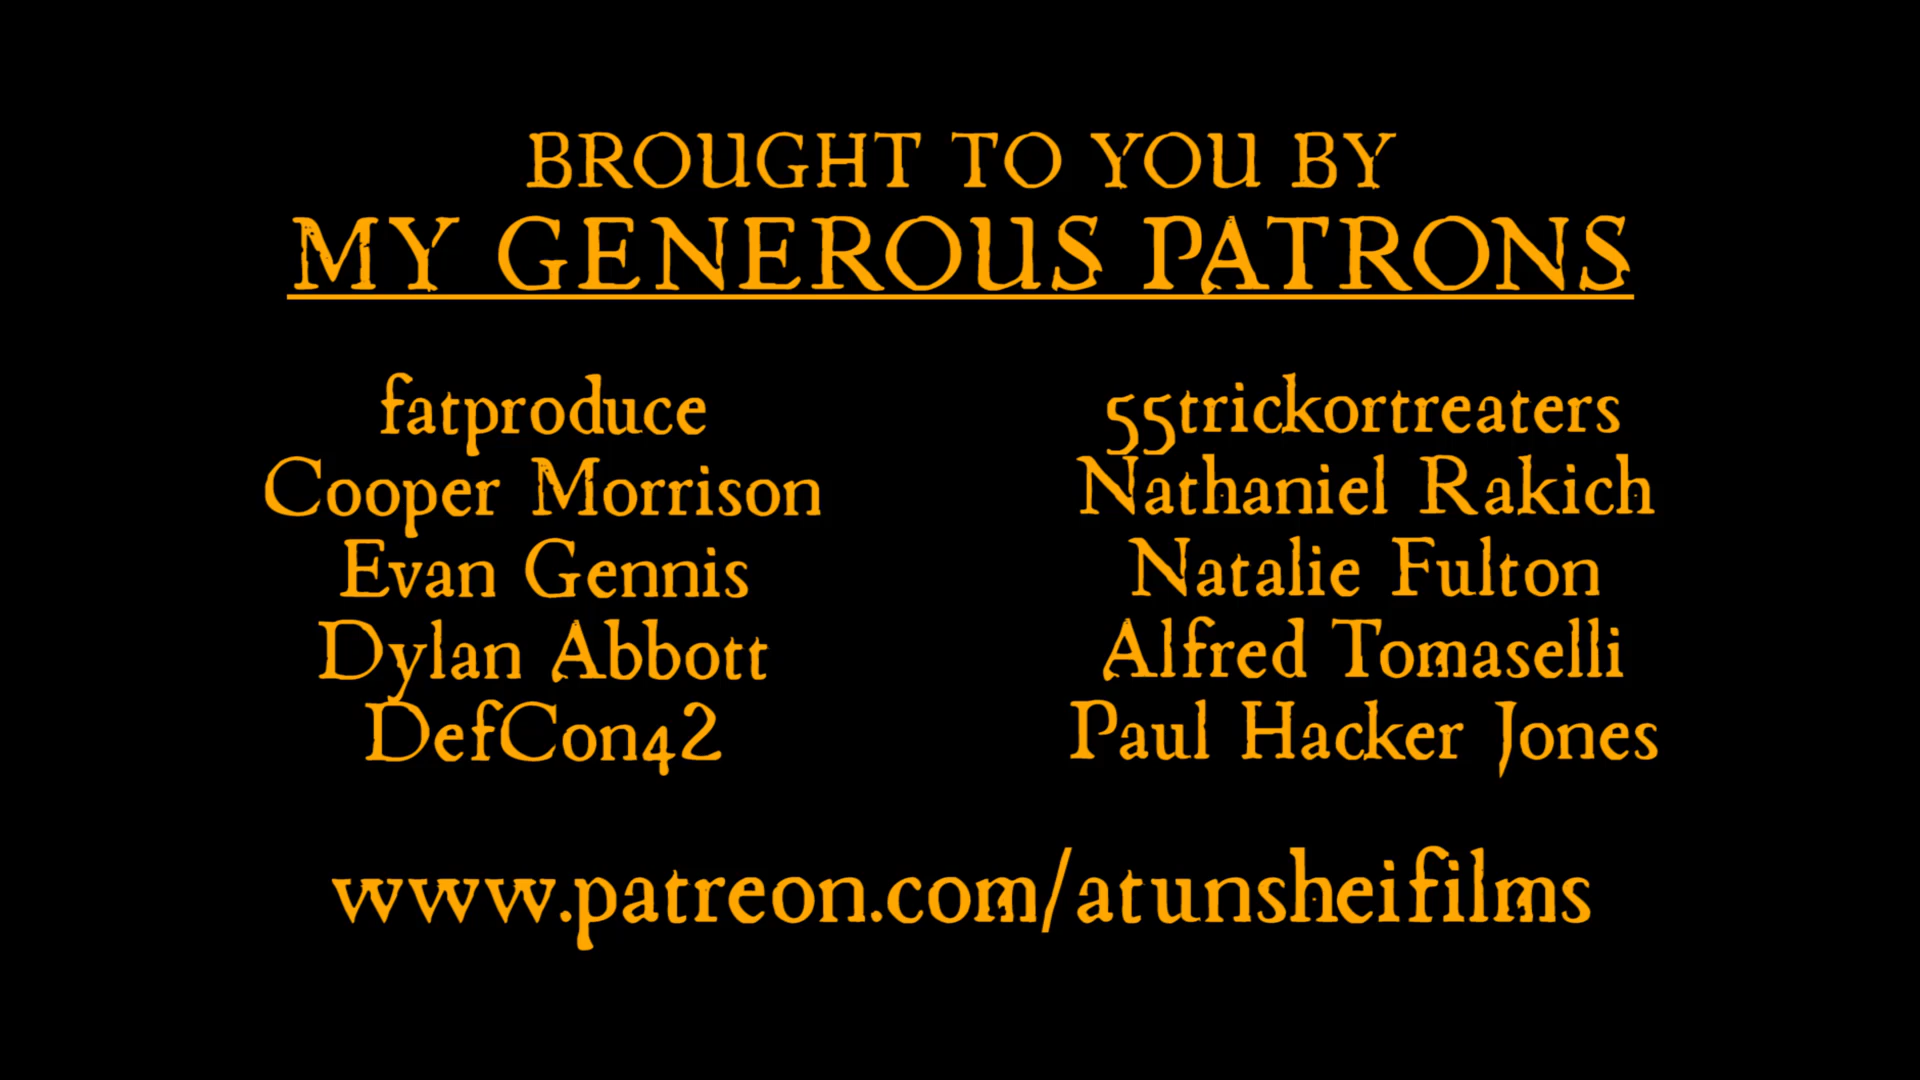 BROUGHT TO YOU BY
MY GENEROUS PATRONS
fatproduce
Cooper Morrison
Evan Gennis
Dylan Abbott
DefCon42
55trickortreaters
Nathaniel Rakich
Natalie Fulton
Alfred Tomaselli
Paul Hacker Jones
www.patreon.com/atunsheifilms